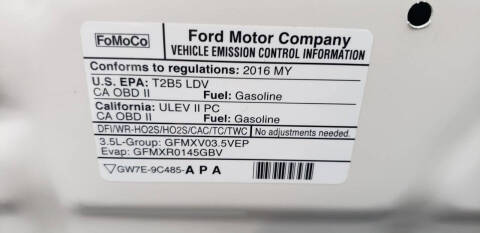 FoMoCo
Ford Motor Company
VEHICLE EMISSION CONTROL INFORMATION
Conforms to regulations: 2016 MY
U.S. EPA: T2B5 LDV
CA OBD II Fuel: Gasoline
California: ULEV II PC
CA OBD II Fuel: Gasoline
DFI/WR-HO2S/HO2S/CAC/TC/TWC No adjustments needed.
3.5L-Group: GFMXV03.5VEP
Evap: GFMXR0145GBV
GW7E-9C485-APA